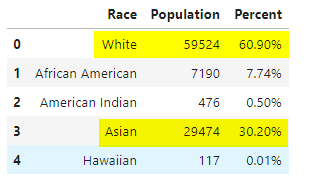 Race Population Percent
0 White 59524 60.90%
1 African American 7190 7.74%
2 American Indian 476 0.50%
3 Asian 29474 30.20%
4 Hawaiian 117 0.01%